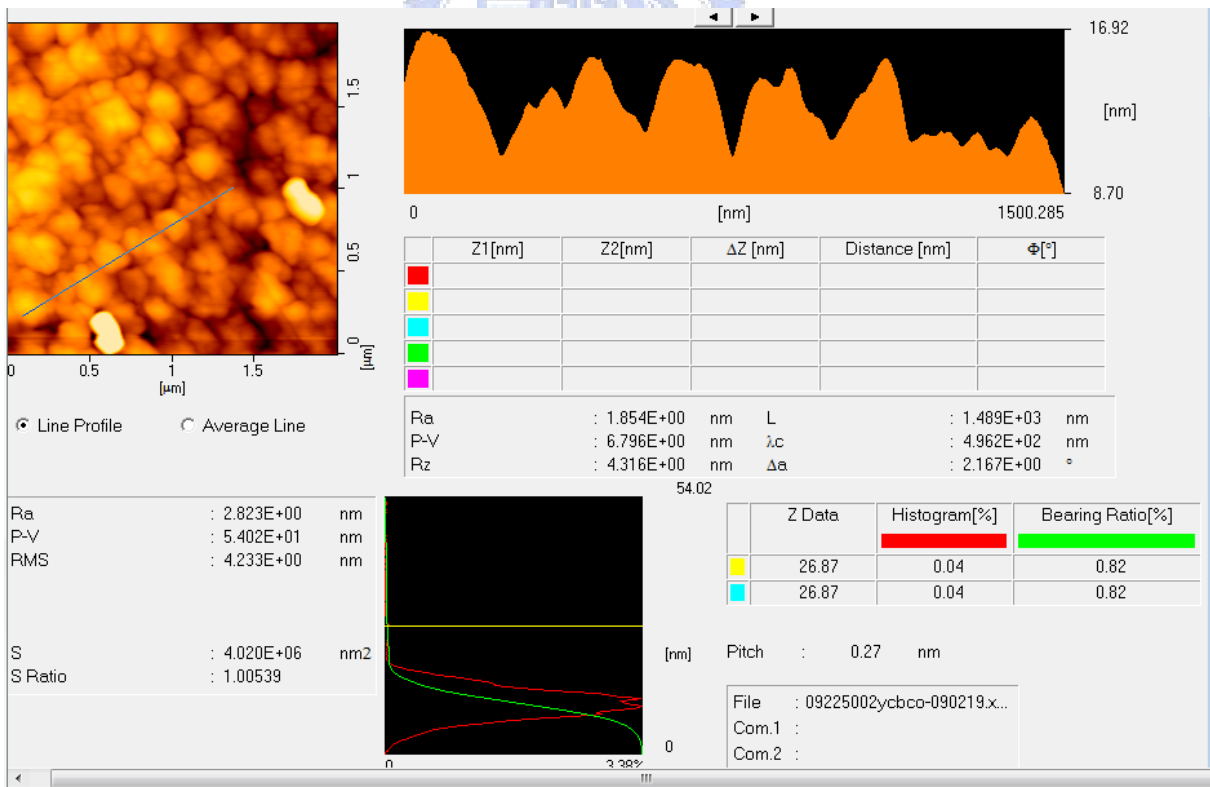 1.5
1
0.5
0
[μm]
0 0.5 1 1.5
[μm]
Line Profile Average Line
16.92
[nm]
8.70
0 [nm] 1500.285
Z1[nm] Z2[nm] ΔZ [nm] Distance [nm] Φ[°]
Ra : 1.854E+00 nm L : 1.489E+03 nm
P-V : 6.796E+00 nm λc : 4.962E+02 nm
Rz : 4.316E+00 nm Δa : 2.167E+00 °
Ra : 2.823E+00 nm
P-V : 5.402E+01 nm
RMS : 4.233E+00 nm
S : 4.020E+06 nm2
S Ratio : 1.00539
54.02
[nm]
0
0 3.38%
Z Data Histogram[%] Bearing Ratio[%]
26.87 0.04 0.82
26.87 0.04 0.82
Pitch : 0.27 nm
File : 09225002ycbco-090219.x...
Com.1 :
Com.2 :